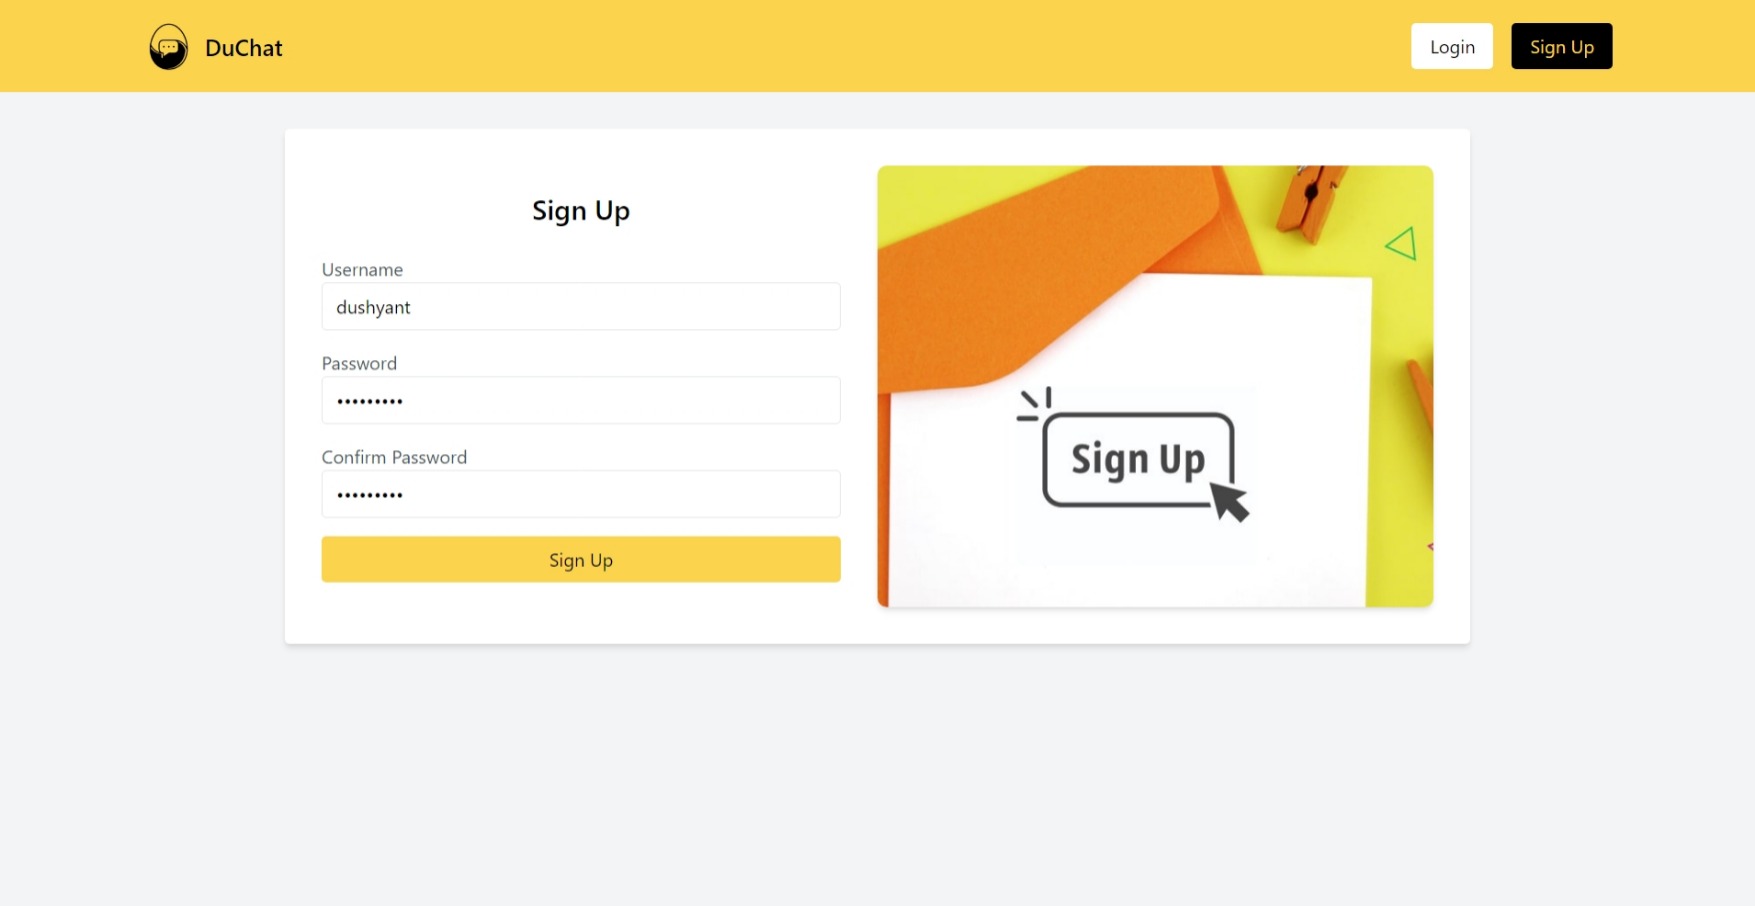 DuChat
Login
Sign Up
Sign Up
Username
dushyant
Password
•••••••••
Confirm Password
•••••••••
Sign Up
Sign Up